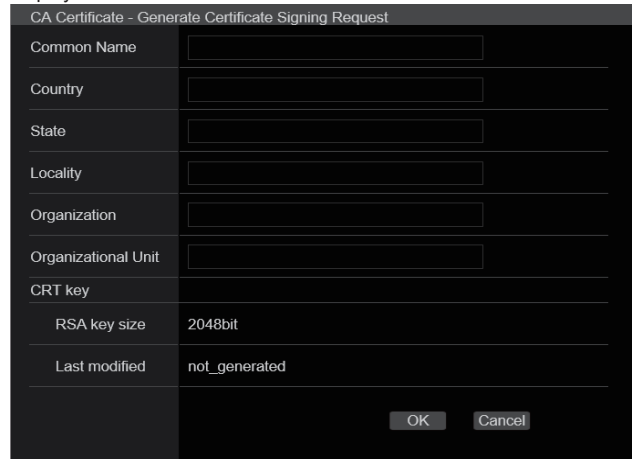 CA Certificate - Generate Certificate Signing Request
Common Name
Country
State
Locality
Organization
Organizational Unit
CRT key
RSA key size 2048bit
Last modified not_generated
OK Cancel